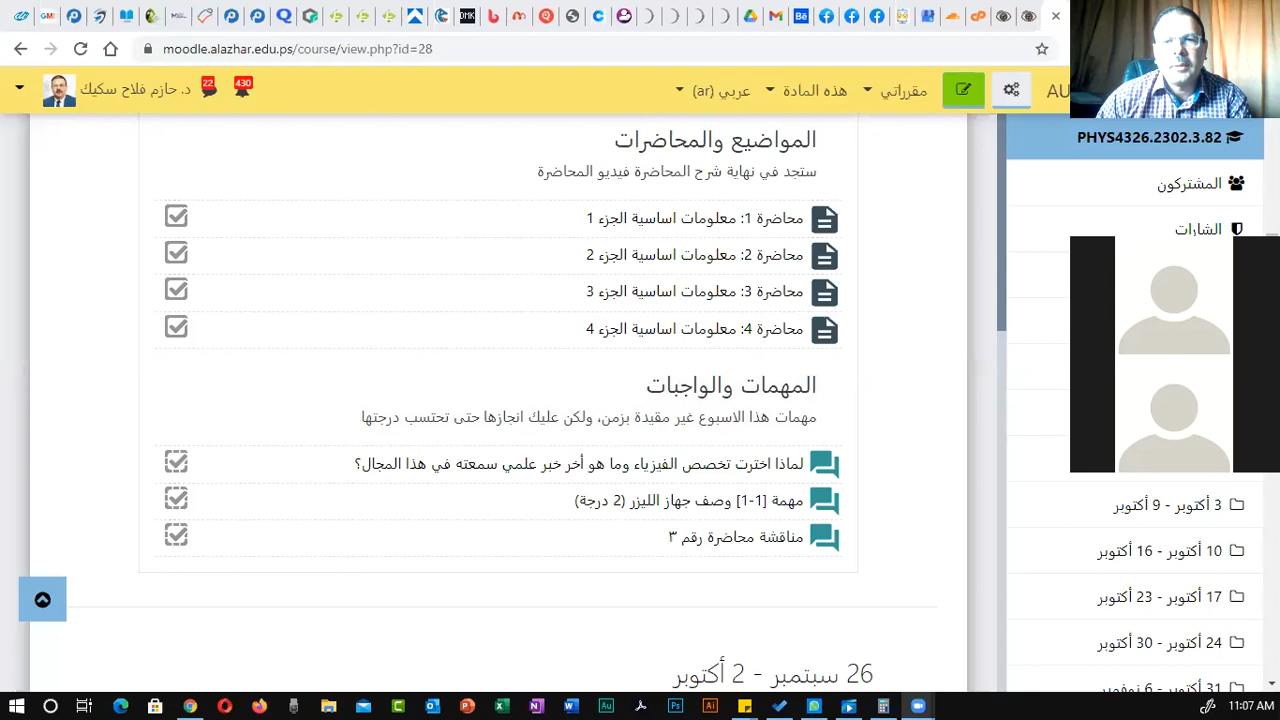 moodle.alazhar.edu.ps/course/view.php?id=28
د. حازم فلاح سكيك
22
430
عربي ‎(ar)‎
هذه المادة
مقرراتي
AU
المواضيع والمحاضرات
ستجد في نهاية شرح المحاضرة فيديو المحاضرة
محاضرة 1: معلومات اساسية الجزء 1
محاضرة 2: معلومات اساسية الجزء 2
محاضرة 3: معلومات اساسية الجزء 3
محاضرة 4: معلومات اساسية الجزء 4
المهمات والواجبات
مهمات هذا الاسبوع غير مقيدة بزمن، ولكن عليك انجازها حتى تحتسب درجتها
لماذا اخترت تخصص الفيزياء وما هو أخر خبر علمي سمعته في هذا المجال؟
مهمة [1-1] وصف جهاز الليزر (2 درجة)
مناقشة محاضرة رقم ٣
26 سبتمبر - 2 أكتوبر
PHYS4326.2302.3.82
المشتركون
الشارات
3 أكتوبر - 9 أكتوبر
10 أكتوبر - 16 أكتوبر
17 أكتوبر - 23 أكتوبر
24 أكتوبر - 30 أكتوبر
31 أكتوبر - 6 نوفمبر
11:07 AM